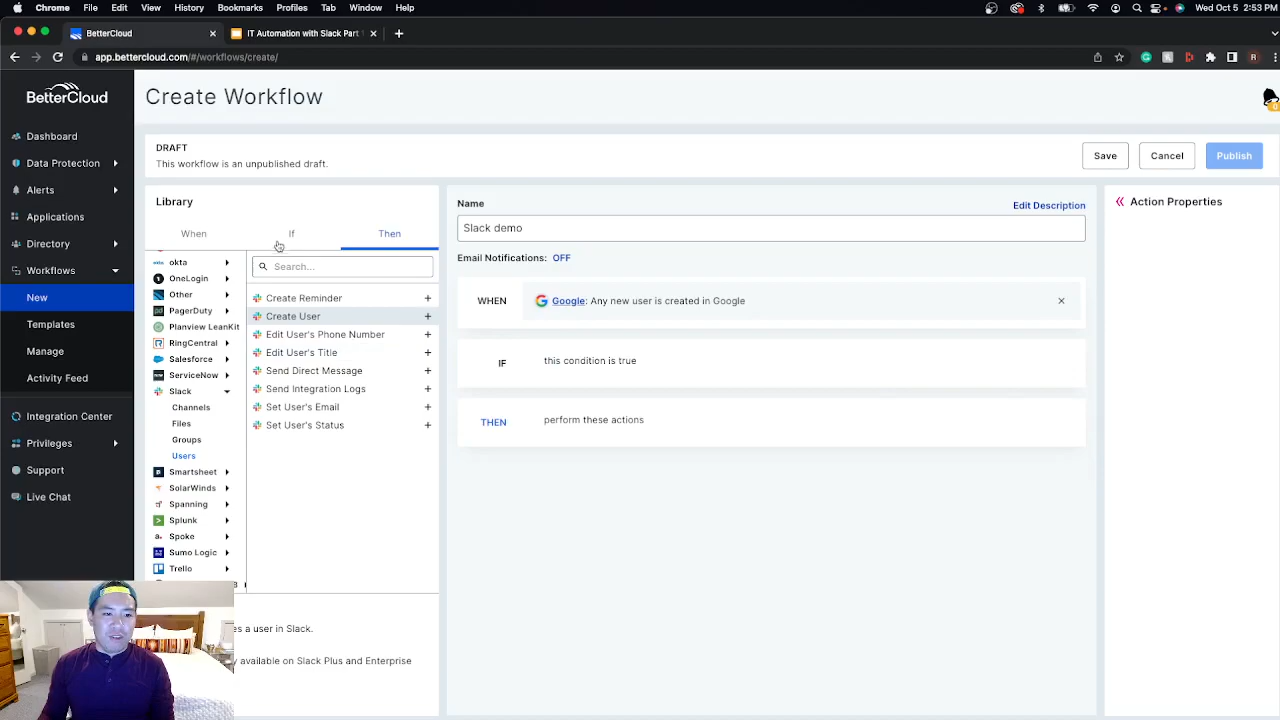 Chrome File Edit View History Bookmarks Profiles Tab Window Help Wed Oct 5 2:53 PM
BetterCloud IT Automation with Slack Part
app.bettercloud.com/#/workflows/create/ R
BetterCloud
Dashboard
Data Protection
Alerts
Applications
Directory
Workflows
New
Templates
Manage
Activity Feed
Integration Center
Privileges
Support
Live Chat
Create Workflow
0
DRAFT
This workflow is an unpublished draft.
Save Cancel Publish
Library
When If Then
okta
OneLogin
Other
PagerDuty
Planview LeanKit
RingCentral
Salesforce
ServiceNow
Slack
Channels
Files
Groups
Users
Smartsheet
SolarWinds
Spanning
Splunk
Spoke
Sumo Logic
Trello
Search...
Create Reminder +
Create User +
Edit User's Phone Number +
Edit User's Title +
Send Direct Message +
Send Integration Logs +
Set User's Email +
Set User's Status +
es a user in Slack.
available on Slack Plus and Enterprise
Name
Edit Description
Slack demo
Email Notifications: OFF
WHEN Google: Any new user is created in Google
IF this condition is true
THEN perform these actions
Action Properties